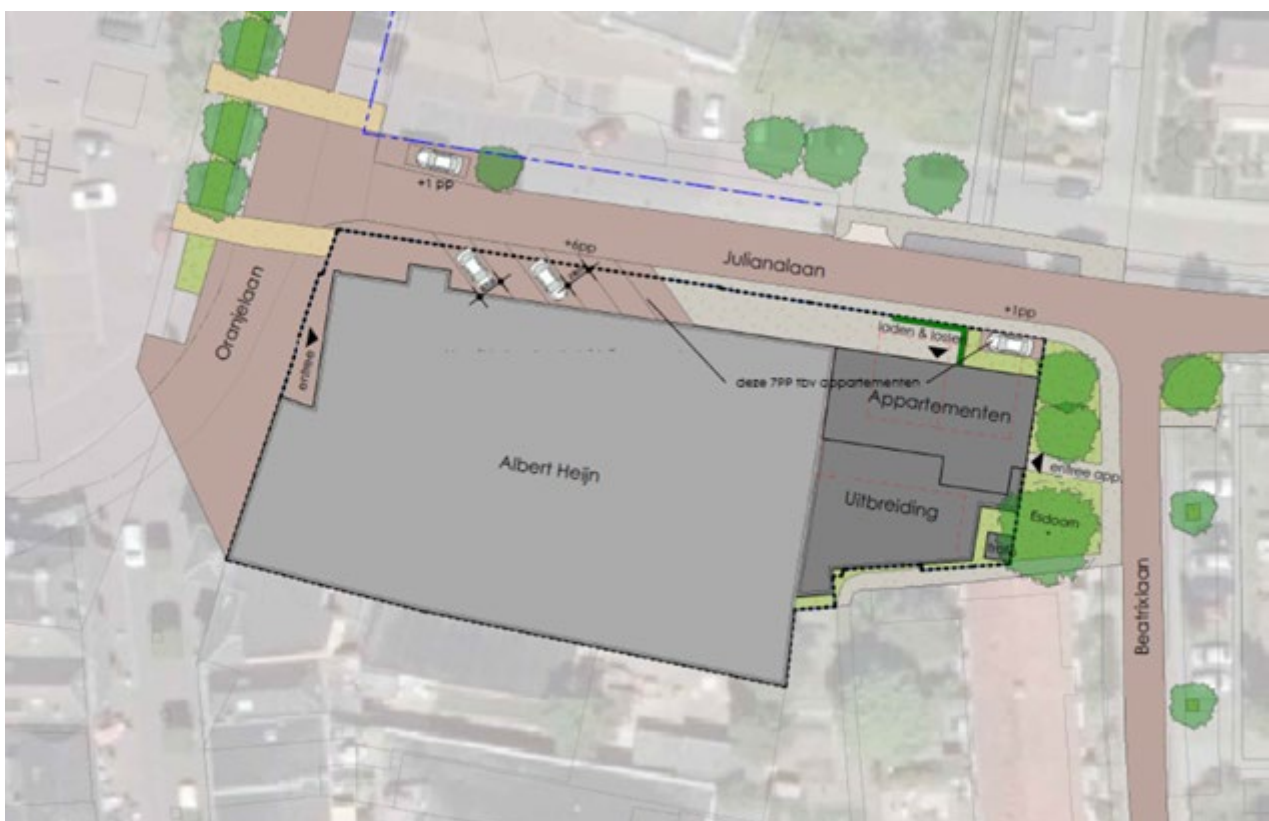 +1 PP
+6pp
Julianalaan
Oranjelaan
+1pp
entree
laden & losse
deze 7PP tbv appartementen
Appartementen
Albert Heijn
entree app.
Uitbreiding
Esdoorn
Beatrixlaan